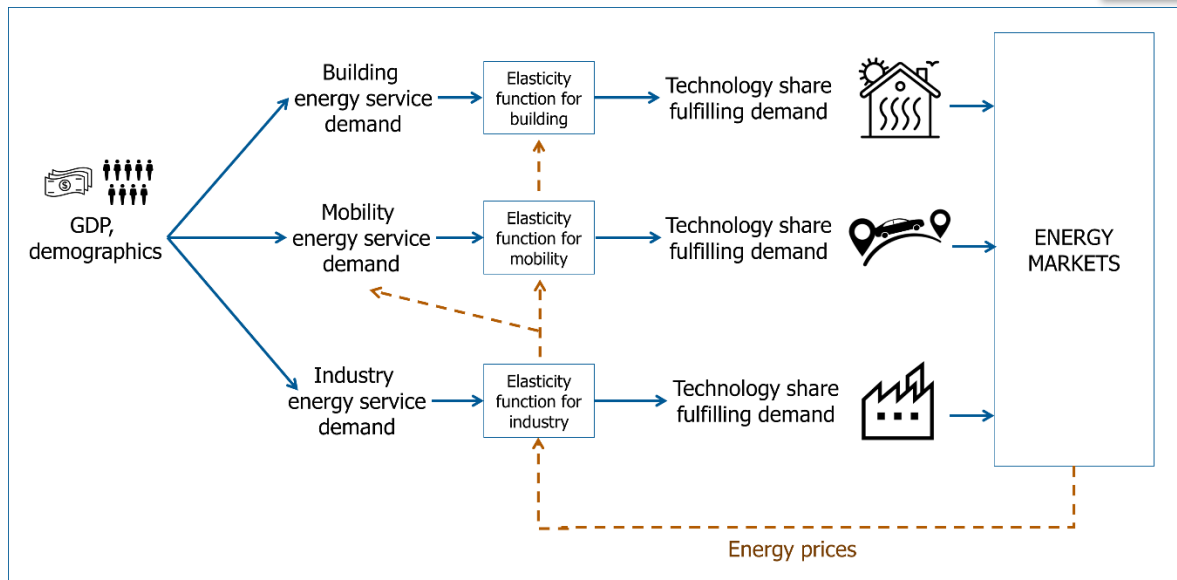 Building
energy service
demand
Elasticity
function for
building
Technology share
fulfilling demand
$
GDP,
demographics
Mobility
energy service
demand
Elasticity
function for
mobility
Technology share
fulfilling demand
ENERGY
MARKETS
Industry
energy service
demand
Elasticity
function for
industry
Technology share
fulfilling demand
Energy prices